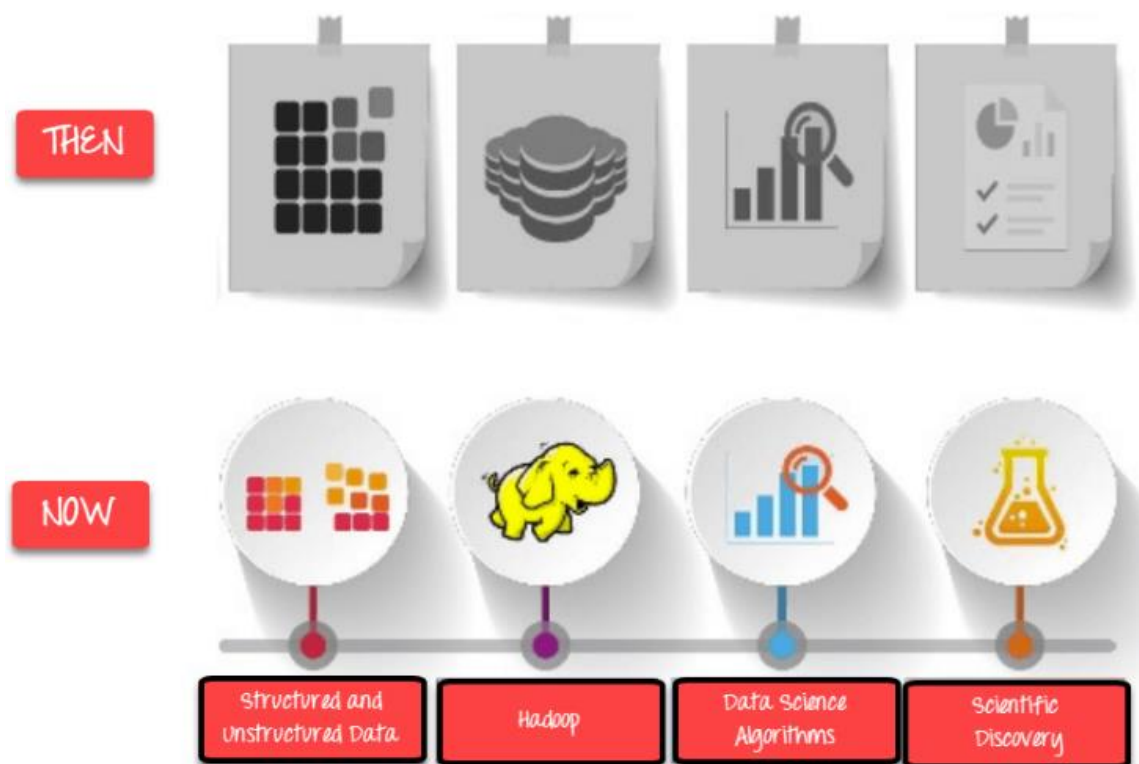 THEN
NOW
Structured and
Unstructured Data
Hadoop
Data Science
Algorithms
Scientific
Discovery